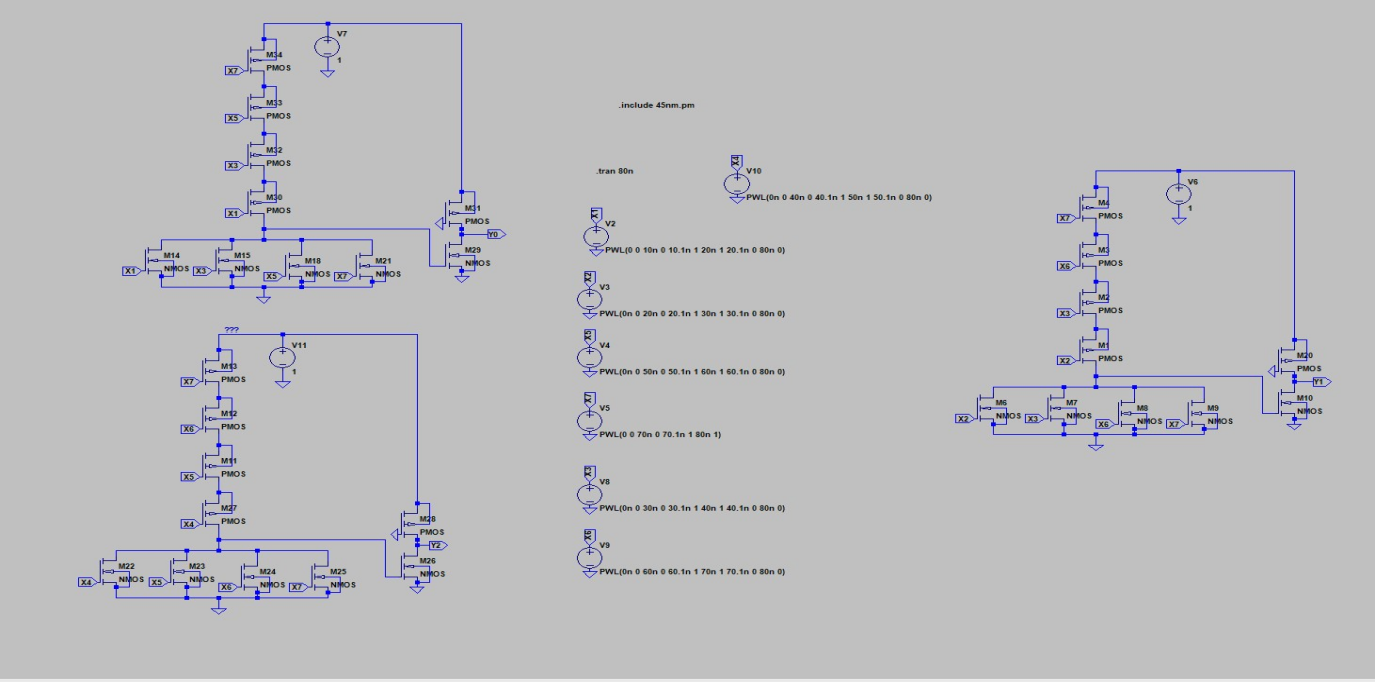 V7
1
M34
PMOS
X7
M33
PMOS
X5
M32
PMOS
X3
M30
PMOS
X1
M31
PMOS
Y0
M29
NMOS
M14
NMOS
X1
M15
NMOS
X3
M18
NMOS
X5
M21
NMOS
X7
???
V11
1
M13
PMOS
X7
M12
PMOS
X6
M11
PMOS
X5
M27
PMOS
X4
M28
PMOS
Y2
M26
NMOS
M22
NMOS
X4
M23
NMOS
X5
M24
NMOS
X6
M25
NMOS
X7
.include 45nm.pm
.tran 80n
X4
V10
PWL(0n 0 40n 0 40.1n 1 50n 1 50.1n 0 80n 0)
X1
V2
PWL(0 0 10n 0 10.1n 1 20n 1 20.1n 0 80n 0)
X2
V3
PWL(0n 0 20n 0 20.1n 1 30n 1 30.1n 0 80n 0)
X5
V4
PWL(0n 0 50n 0 50.1n 1 60n 1 60.1n 0 80n 0)
X7
V5
PWL(0 0 70n 0 70.1n 1 80n 1)
X3
V8
PWL(0n 0 30n 0 30.1n 1 40n 1 40.1n 0 80n 0)
X6
V9
PWL(0n 0 60n 0 60.1n 1 70n 1 70.1n 0 80n 0)
V6
1
M4
PMOS
X7
M3
PMOS
X6
M2
PMOS
X3
M1
PMOS
X2
M20
PMOS
Y1
M10
NMOS
M6
NMOS
X2
M7
NMOS
X3
M8
NMOS
X6
M9
NMOS
X7